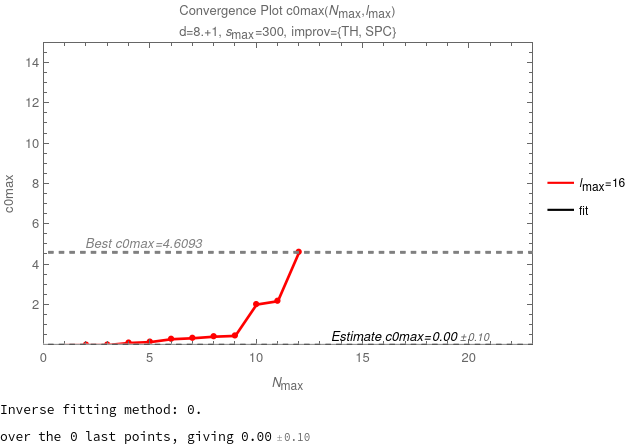 Convergence Plot c0max(Nmax,lmax)
d=8.+1, smax=300, improv={TH, SPC}
14
12
10
8
6
4
2
c0max
Best c0max=4.6093
Estimate c0max=0.00 ±0.10
0
5
10
15
20
Nmax
lmax=16
fit
Inverse fitting method: 0.
over the 0 last points, giving 0.00 ±0.10